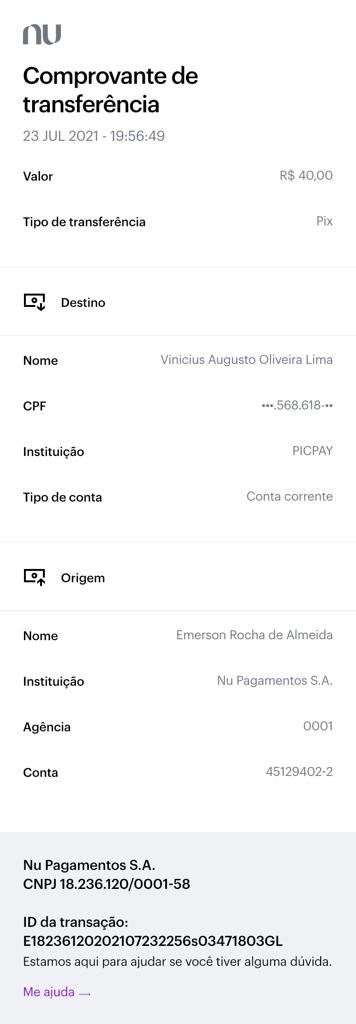 nu
Comprovante de
transferência
23 JUL 2021 - 19:56:49
Valor R$ 40,00
Tipo de transferência Pix
Destino
Nome Vinicius Augusto Oliveira Lima
CPF •••.568.618-••
Instituição PICPAY
Tipo de conta Conta corrente
Origem
Nome Emerson Rocha de Almeida
Instituição Nu Pagamentos S.A.
Agência 0001
Conta 45129402-2
Nu Pagamentos S.A.
CNPJ 18.236.120/0001-58
ID da transação:
E18236120202107232256s03471803GL
Estamos aqui para ajudar se você tiver alguma dúvida.
Me ajuda →